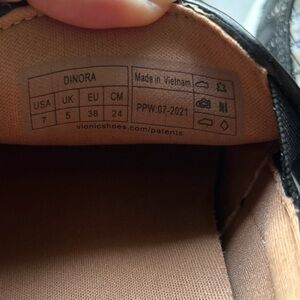 DINORA
USA UK EU CM
7 5 38 24
Made in Vietnam
PPW:07-2021
vionicshoes.com/patents